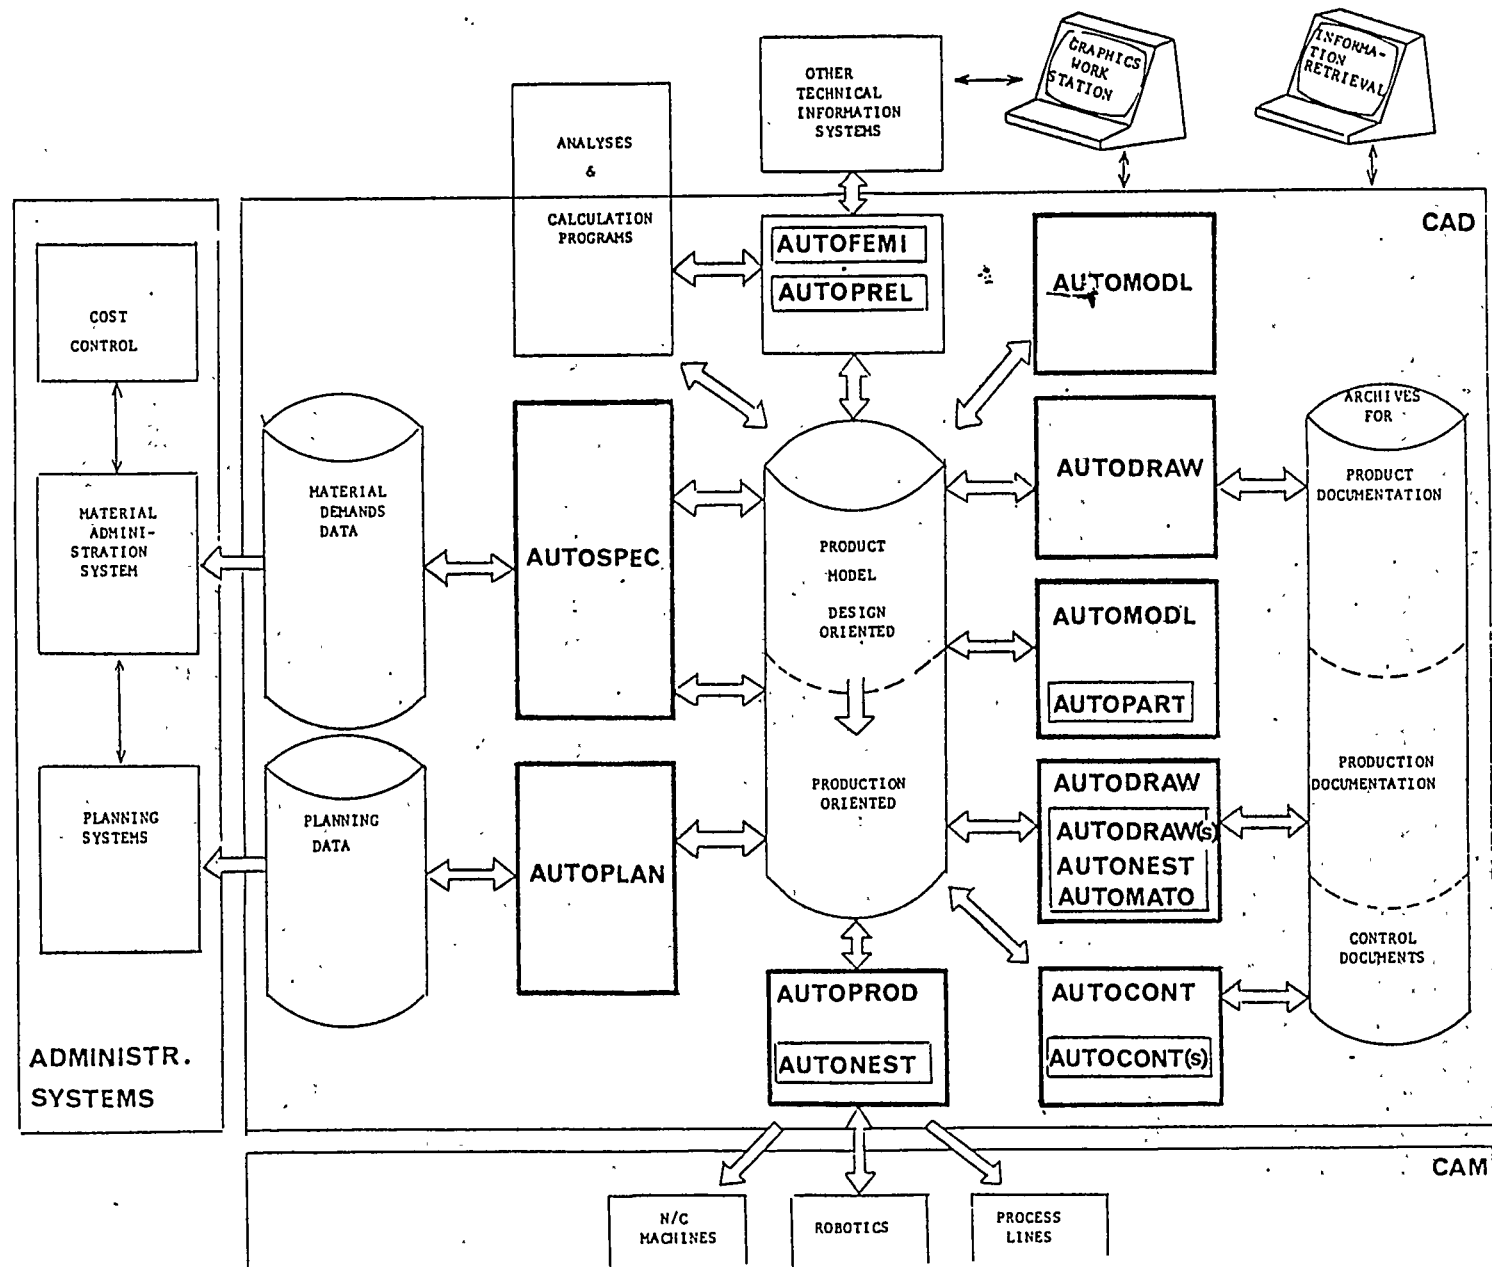 OTHER
TECHNICAL
INFORMATION
SYSTEMS
GRAPHICS
WORK
STATION
INFORMA-
TION
RETRIEVAL
ANALYSES
&
CALCULATION
PROGRAMS
CAD
AUTOFEMI
AUTOPREL
AUTOMODL
COST
CONTROL
ARCHIVES
FOR
PRODUCT
DOCUMENTATION
AUTODRAW
MATERIAL
DEMANDS
DATA
MATERIAL
ADMINI-
STRATION
SYSTEM
AUTOSPEC
PRODUCT
MODEL
DESIGN
ORIENTED
AUTOMODL
AUTOPART
PRODUCTION
ORIENTED
AUTODRAW
AUTODRAW(s)
AUTONEST
AUTOMATO
PRODUCTION
DOCUMENTATION
PLANNING
SYSTEMS
PLANNING
DATA
AUTOPLAN
CONTROL
DOCUMENTS
AUTOPROD
AUTONEST
AUTOCONT
AUTOCONT(s)
ADMINISTR.
SYSTEMS
CAM
N/C
MACHINES
ROBOTICS
PROCESS
LINES